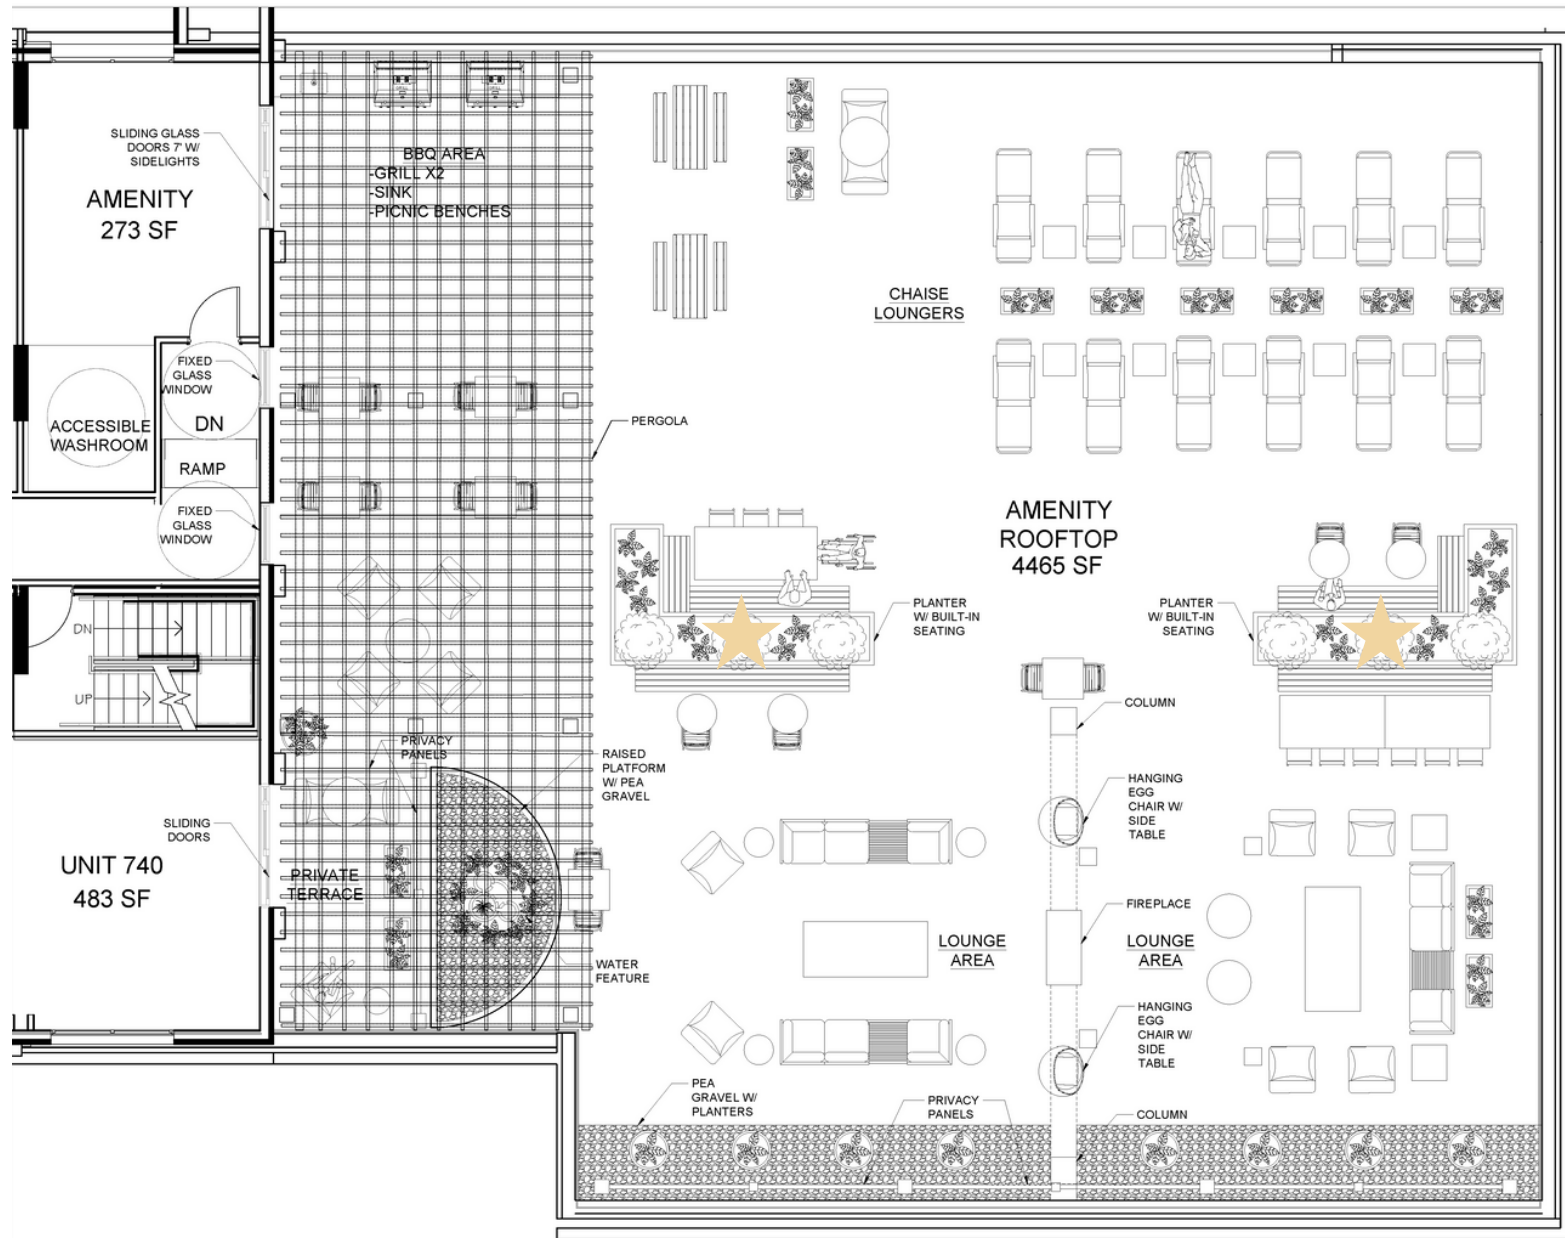 SLIDING GLASS
DOORS 7' W/
SIDELIGHTS
AMENITY
273 SF
BBQ AREA
-GRILL X2
-SINK
-PICNIC BENCHES
CHAISE
LOUNGERS
FIXED
GLASS
WINDOW
DN
ACCESSIBLE
WASHROOM
RAMP
FIXED
GLASS
WINDOW
PERGOLA
AMENITY
ROOFTOP
4465 SF
DN
UP
PLANTER
W/ BUILT-IN
SEATING
PLANTER
W/ BUILT-IN
SEATING
COLUMN
PRIVACY
PANELS
RAISED
PLATFORM
W/ PEA
GRAVEL
HANGING
EGG
CHAIR W/
SIDE
TABLE
SLIDING
DOORS
UNIT 740
483 SF
PRIVATE
TERRACE
FIREPLACE
LOUNGE
AREA
LOUNGE
AREA
WATER
FEATURE
HANGING
EGG
CHAIR W/
SIDE
TABLE
PEA
GRAVEL W/
PLANTERS
PRIVACY
PANELS
COLUMN